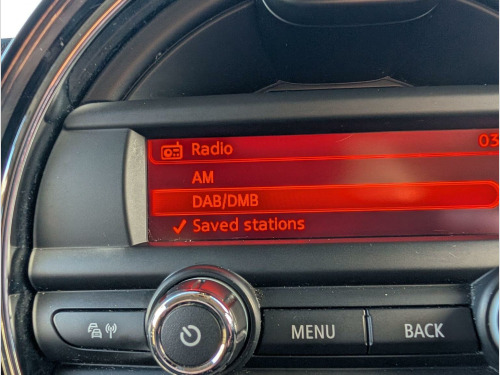 Radio
03
AM
DAB/DMB
Saved stations
MENU
BACK